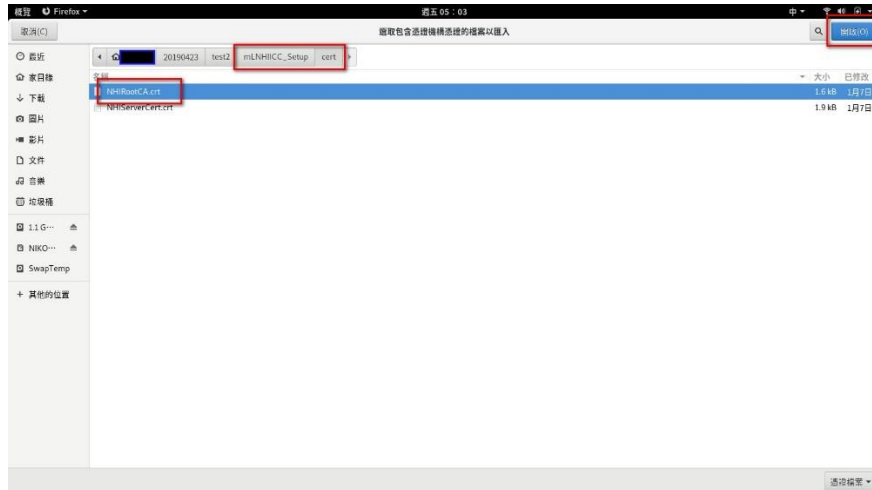 概覽 Firefox 週五 05：03 中
取消(C) 選取包含憑證機構憑證的檔案以匯入 開啟(O)
最近
20190423 test2 mLNHIICC_Setup cert
家目錄
名稱 大小 已修改
下載
NHIRootCA.crt 1.6 kB 1月7日
NHIServerCert.crt 1.9 kB 1月7日
圖片
影片
文件
音樂
垃圾桶
1.1 G…
NIKO…
SwapTemp
+ 其他的位置
憑證檔案